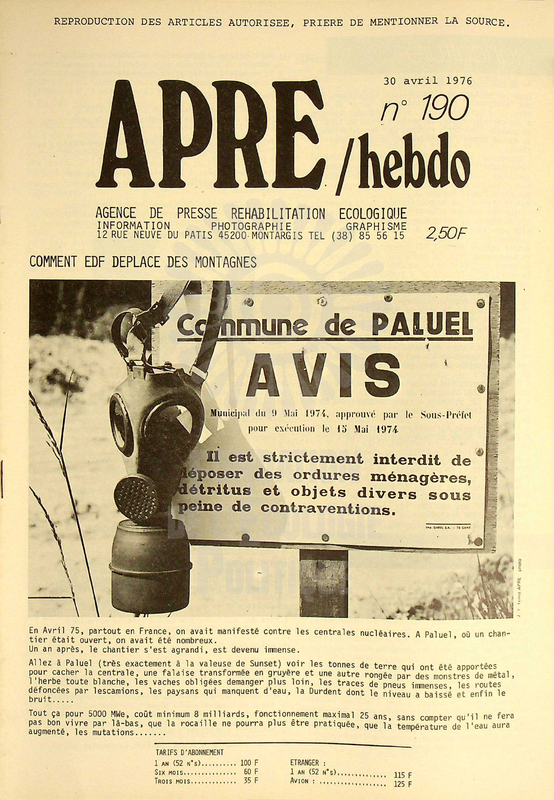 REPRODUCTION DES ARTICLES AUTORISEE, PRIERE DE MENTIONNER LA SOURCE.
30 avril 1976
n° 190
APRE/hebdo
AGENCE DE PRESSE REHABILITATION ECOLOGIQUE
INFORMATION PHOTOGRAPHIE GRAPHISME
12 RUE NEUVE DU PATIS 45200 MONTARGIS TEL (38) 85 56 15 2,50F
COMMENT EDF DEPLACE DES MONTAGNES
Commune de PALUEL
AVIS
Municipal du 9 Mai 1974, approuvé par le Sous-Préfet
pour exécution le 15 Mai 1974
Il est strictement interdit de
déposer des ordures ménagères,
détritus et objets divers sous
peine de contraventions.
En Avril 75, partout en France, on avait manifesté contre les centrales nucléaires. A Paluel, où un chan-
tier était ouvert, on avait été nombreux.
Un an après, le chantier s'est agrandi, est devenu immense.
Allez à Paluel (très exactement à la valeuse de Sunset) voir les tonnes de terre qui ont été apportées
pour cacher la centrale, une falaise transformée en gruyère et une autre rongée par des monstres de métal,
l'herbe toute blanche, les vaches obligées demanger plus loin, les traces de pneus immenses, les routes
défoncées par lescamions, les paysans qui manquent d'eau, la Durdent dont le niveau a baissé et enfin le
bruit.....
Tout ça pour 5000 MWe, coût minimum 8 milliards, fonctionnement maximal 25 ans, sans compter qu'il ne fera
pas bon vivre par là-bas, que la rocaille ne pourra plus être pratiquée, que la température de l'eau aura
augmenté, les mutations.......
TARIFS D'ABONNEMENT
1 AN (52 N°s).......... 100 F
SIX MOIS............... 60 F
TROIS MOIS............. 35 F
ETRANGER :
1 AN (52 N°s).............. 115 F
AVION : .................... 125 F